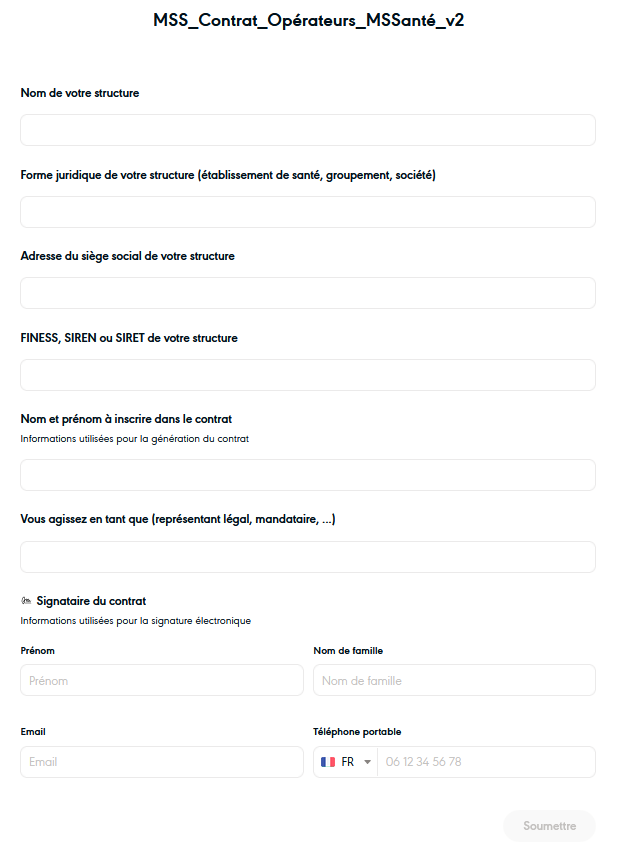 MSS_Contrat_Opérateurs_MSSanté_v2
Nom de votre structure
Forme juridique de votre structure (établissement de santé, groupement, société)
Adresse du siège social de votre structure
FINESS, SIREN ou SIRET de votre structure
Nom et prénom à inscrire dans le contrat
Informations utilisées pour la génération du contrat
Vous agissez en tant que (représentant légal, mandataire, ...)
Signataire du contrat
Informations utilisées pour la signature électronique
Prénom
Nom de famille
Prénom
Nom de famille
Email
Téléphone portable
Email
FR
06 12 34 56 78
Soumettre